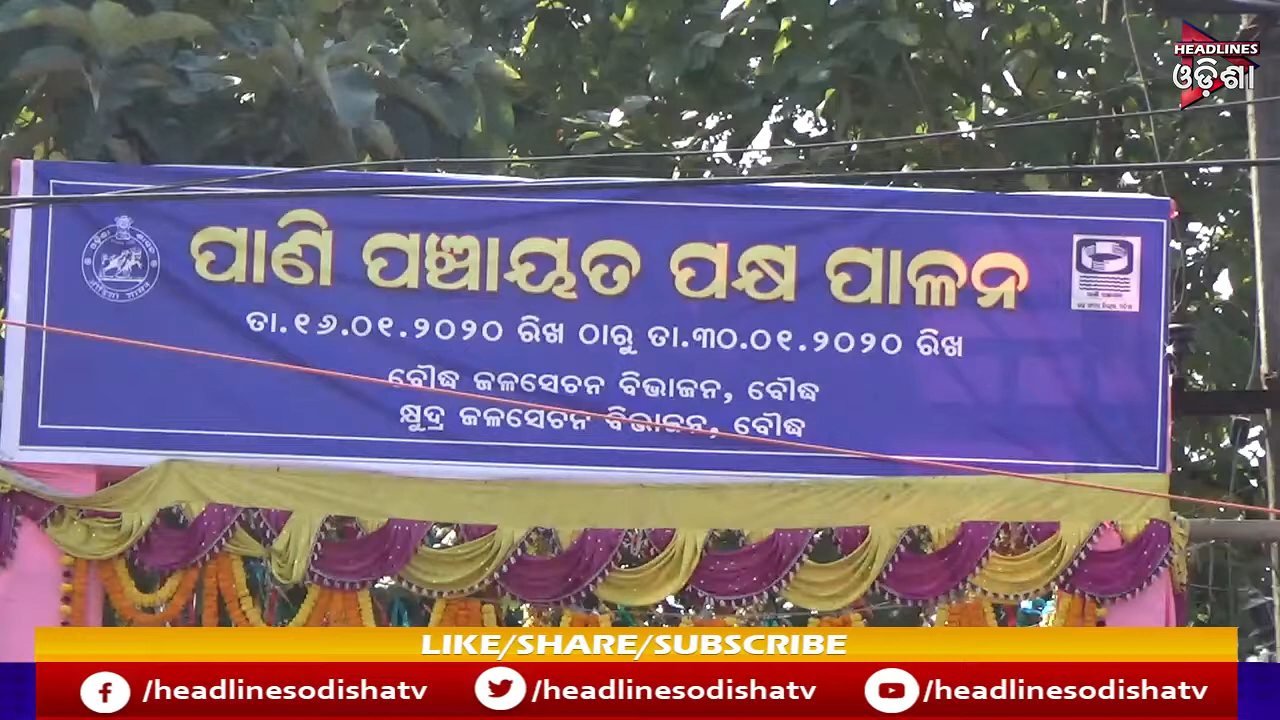 HEADLINES
ଓଡ଼ିଶା
ପାଣି ପଞ୍ଚାୟତ ପକ୍ଷ ପାଳନ
ତା.୧୬.୦୧.୨୦୨୦ ରିଖ ଠାରୁ ତା.୩୦.୦୧.୨୦୨୦ ରିଖ
ବୌଦ୍ଧ ଜଳସେଚନ ବିଭାଜନ, ବୌଦ୍ଧ
କ୍ଷୁଦ୍ର ଜଳସେଚନ ବିଭାଜନ, ବୌଦ୍ଧ
LIKE/SHARE/SUBSCRIBE
/headlinesodishatv /headlinesodishatv /headlinesodishatv